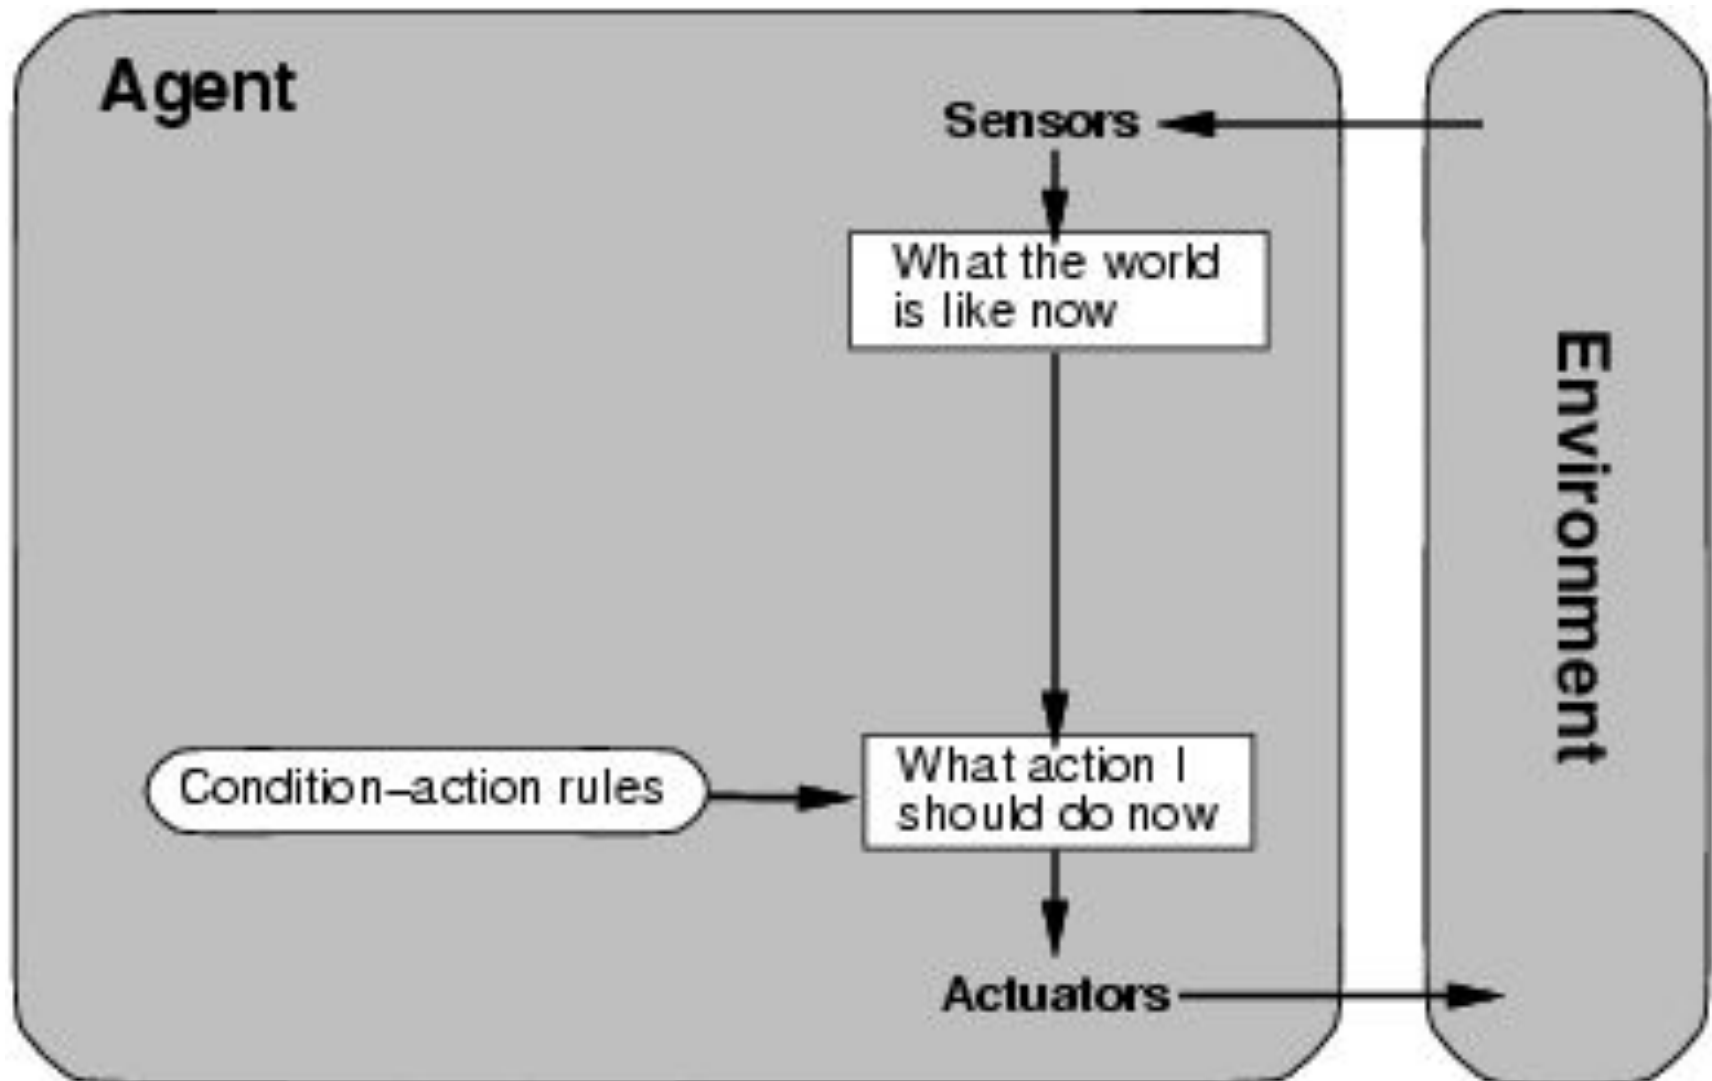 Agent
Sensors
What the world
is like now
Environment
Condition–action rules
What action I
should do now
Actuators